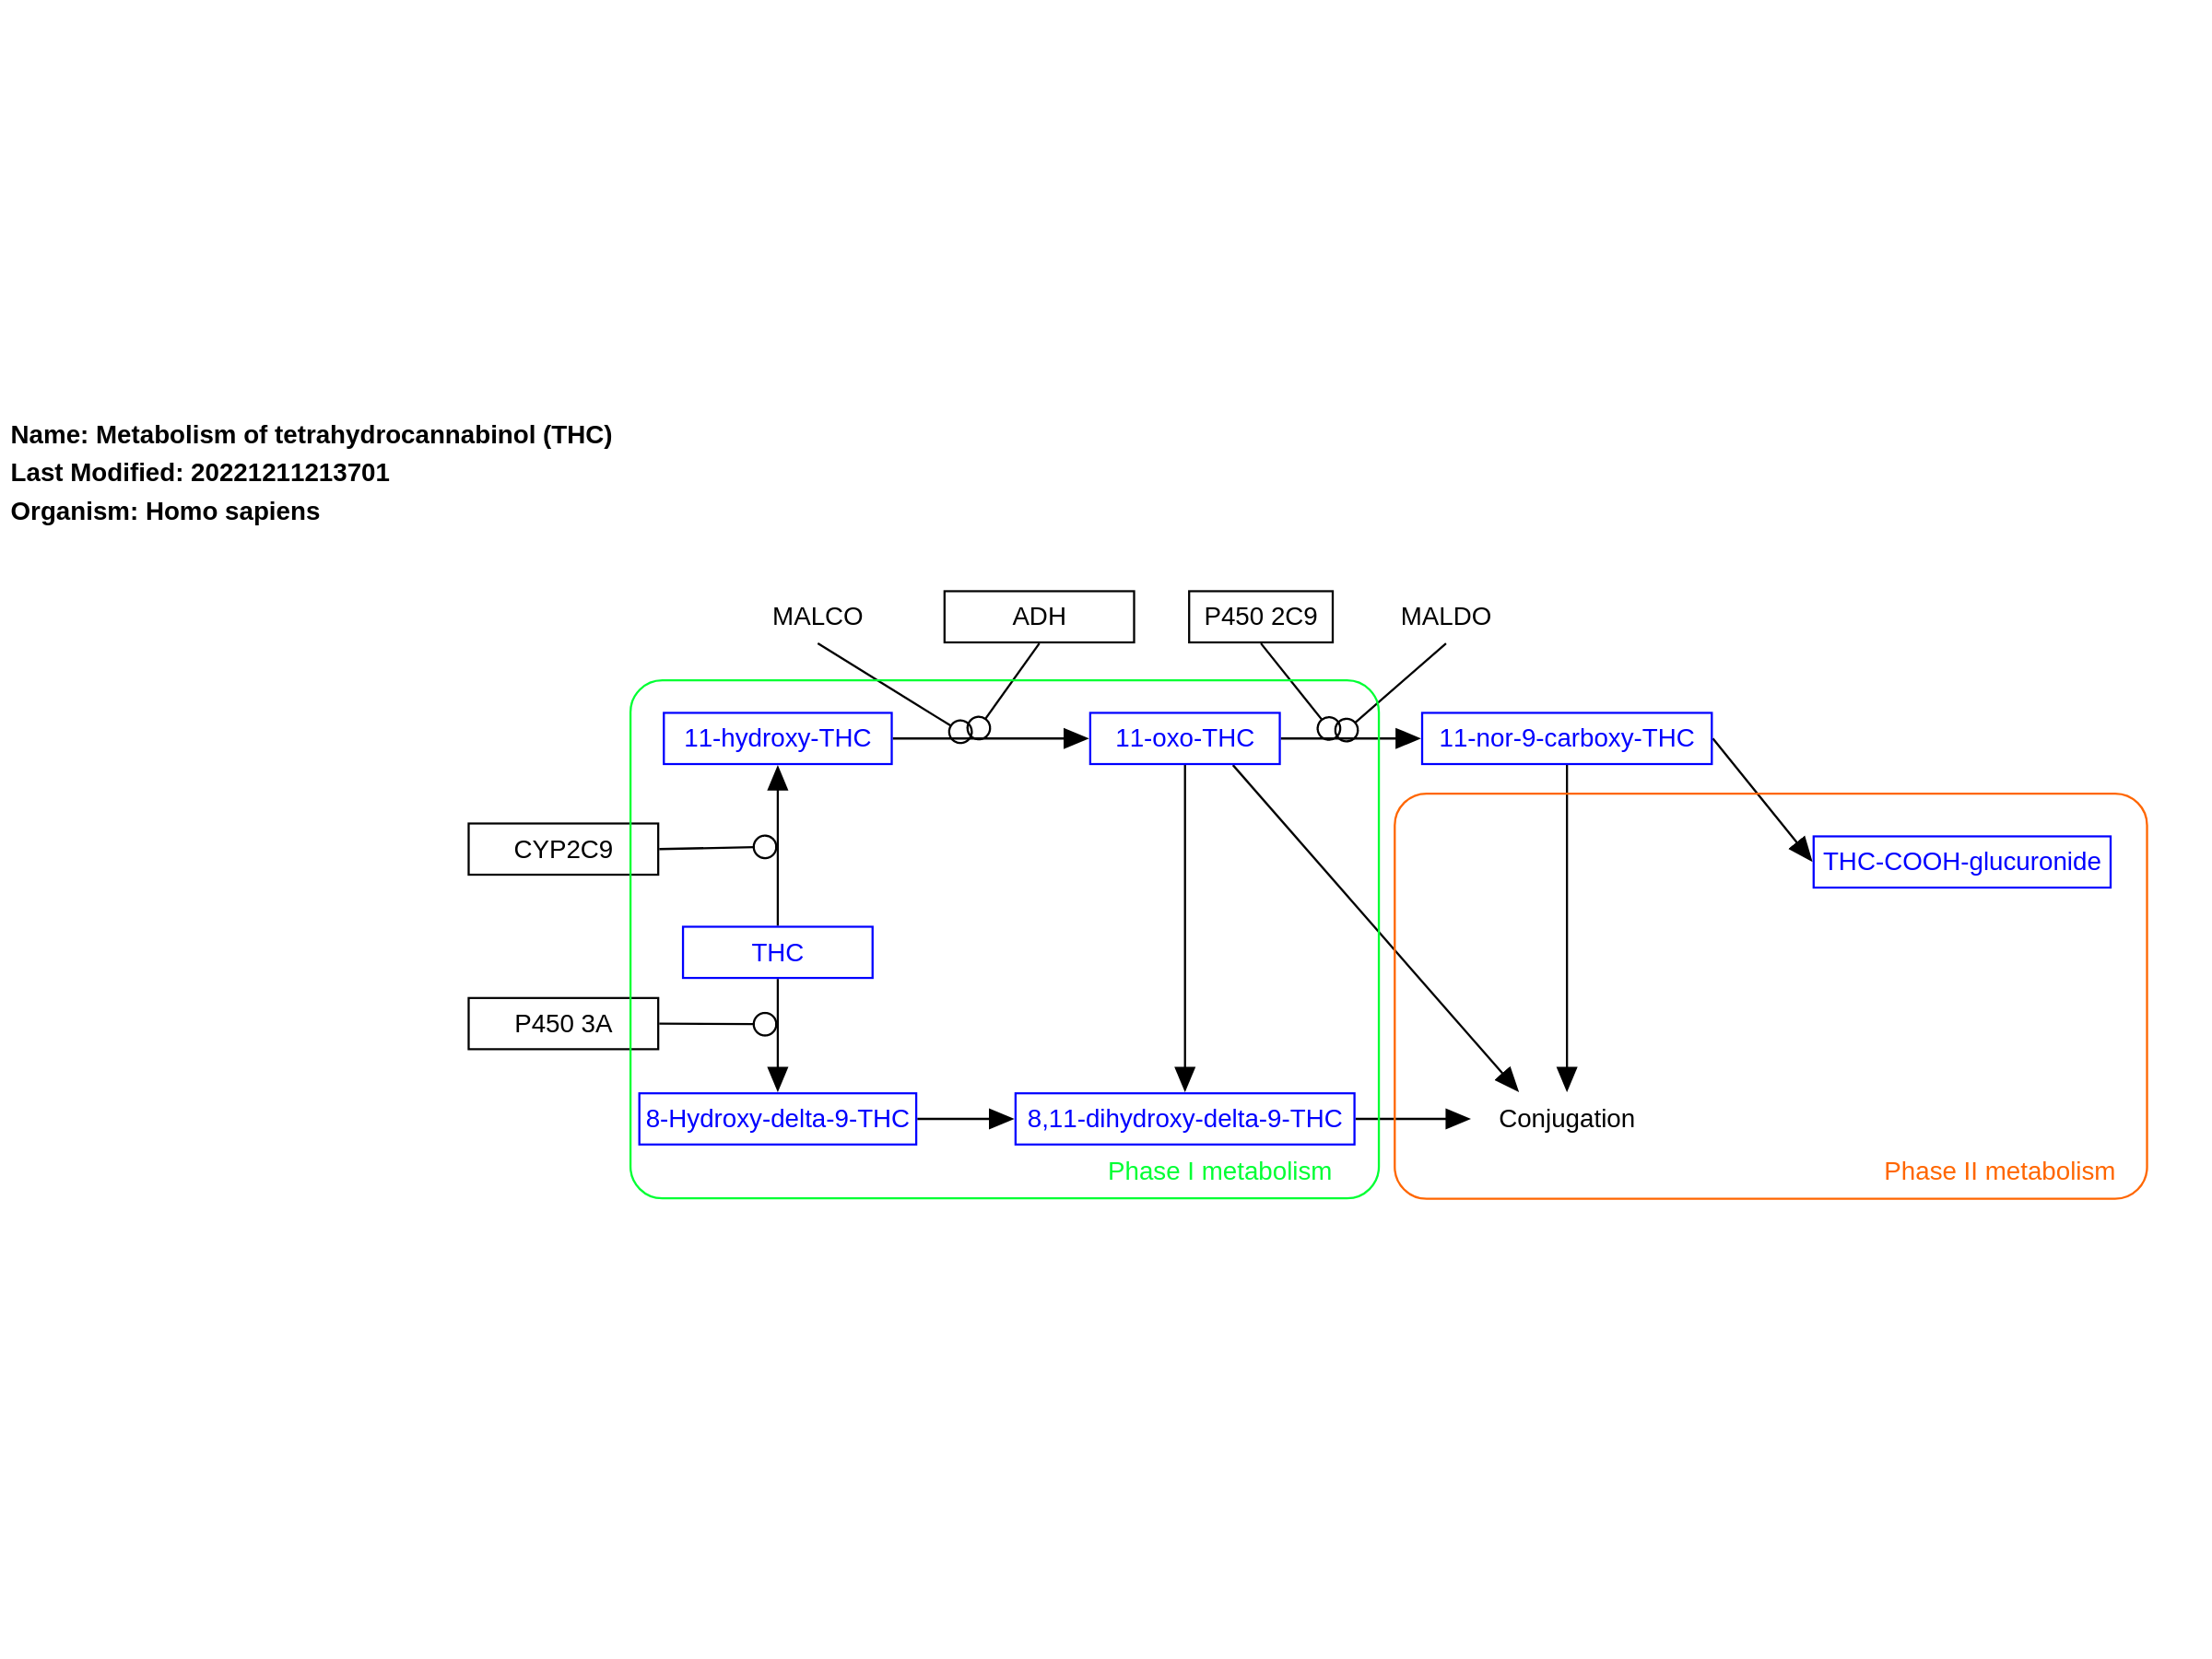 Name: Metabolism of tetrahydrocannabinol (THC)
Last Modified: 20221211213701
Organism: Homo sapiens
MALCO
ADH
P450 2C9
MALDO
11-hydroxy-THC
11-oxo-THC
11-nor-9-carboxy-THC
CYP2C9
THC-COOH-glucuronide
THC
P450 3A
8-Hydroxy-delta-9-THC
8,11-dihydroxy-delta-9-THC
Conjugation
Phase I metabolism
Phase II metabolism